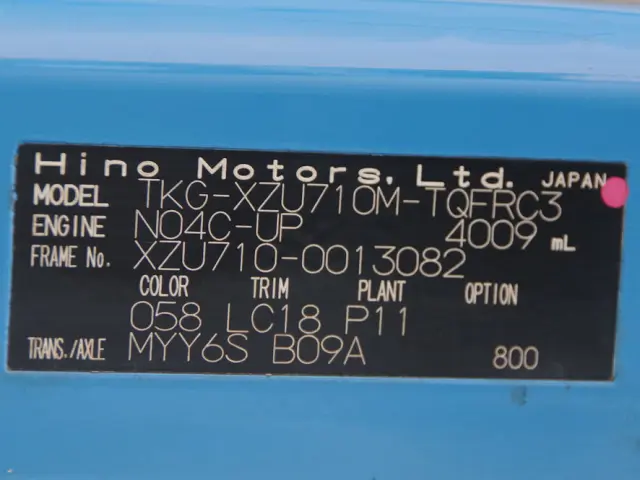 Hino Motors, Ltd. JAPAN
MODEL TKG-XZU710M-TQFRC3
ENGINE N04C-UP 4009 mL
FRAME No. XZU710-0013082
COLOR TRIM PLANT OPTION
058 LC18 P11
TRANS./AXLE MYY6S B09A 800